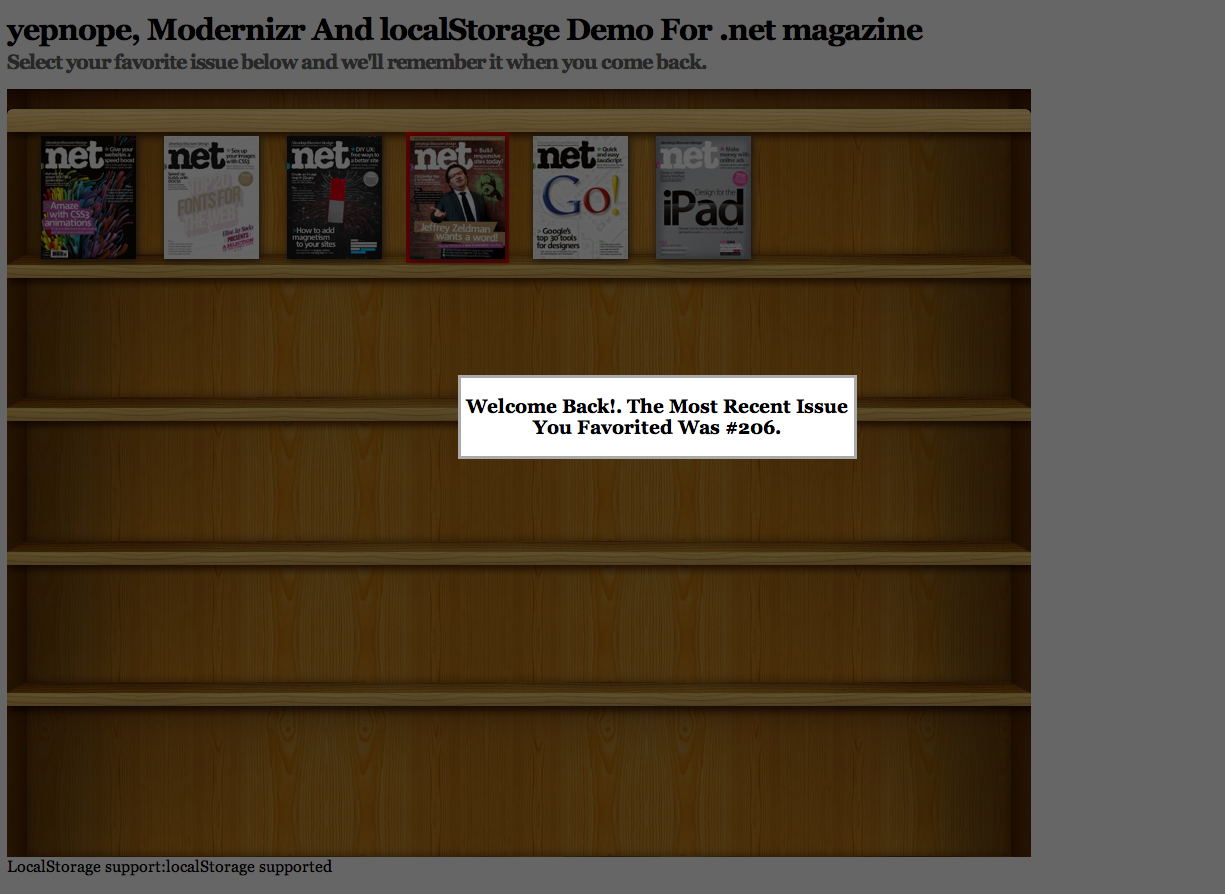 yepnope, Modernizr And localStorage Demo For .net magazine
Select your favorite issue below and we'll remember it when you come back.
net
Give your
websites a
speed boost
Amaze
with CSS3
animations
net
Sex up
your images
with CSS3
FONTS FOR
THE WEB
PRESENTS
A SELECTION
net
DIY UX:
free ways to
a better site
How to add
magnetism
to your sites
net
Build
responsive
sites today!
Jeffrey Zeldman
wants a word!
net
Quick
and easy
JavaScript
Go!
Google's
top 30 tools
for designers
net
Make
money with
online ads
Design for the
iPad
Welcome Back!. The Most Recent Issue
You Favorited Was #206.
LocalStorage support:localStorage supported